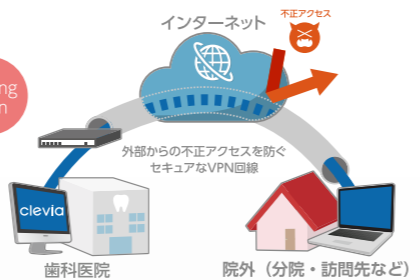 不正アクセス
インターネット
ng
n
外部からの不正アクセスを防ぐ
セキュアなVPN回線
clevia
歯科医院
院外（分院・訪問先など）